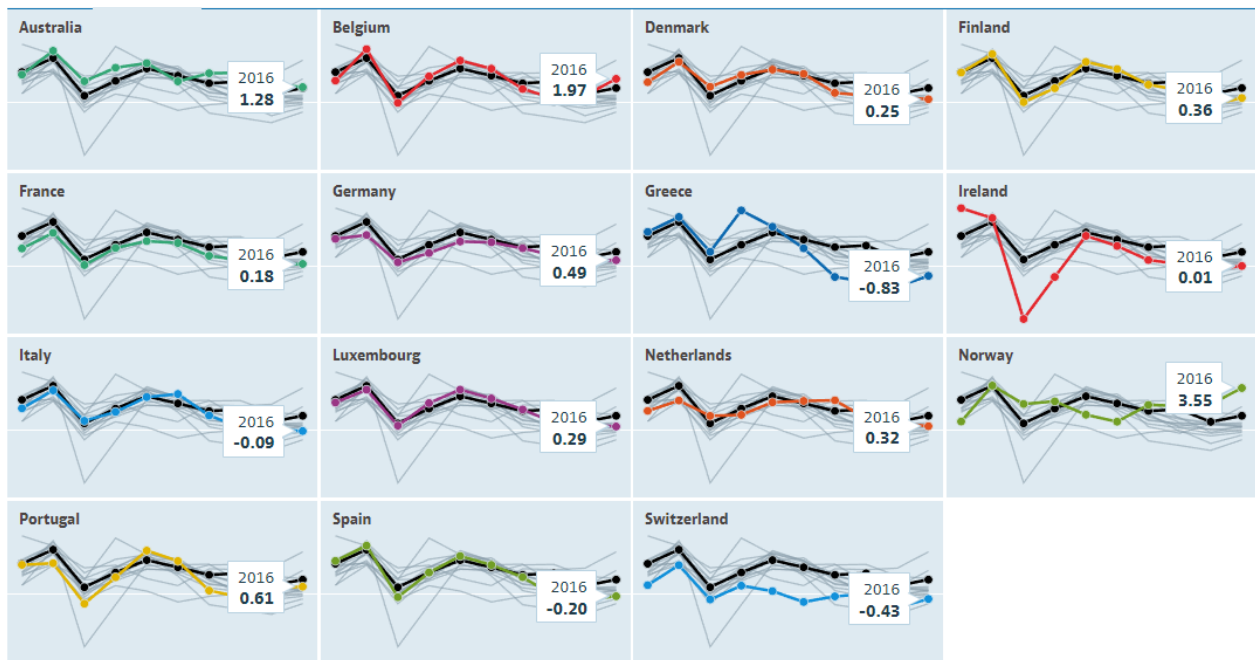 Australia
2016
1.28
Belgium
2016
1.97
Denmark
2016
0.25
Finland
2016
0.36
France
2016
0.18
Germany
2016
0.49
Greece
2016
-0.83
Ireland
2016
0.01
Italy
2016
-0.09
Luxembourg
2016
0.29
Netherlands
2016
0.32
Norway
2016
3.55
Portugal
2016
0.61
Spain
2016
-0.20
Switzerland
2016
-0.43